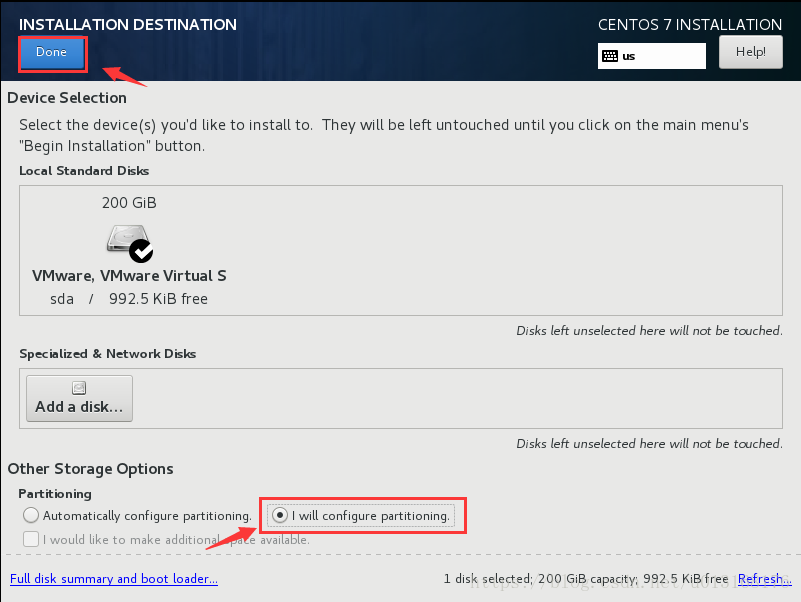 INSTALLATION DESTINATION
CENTOS 7 INSTALLATION
Done
us
Help!
Device Selection
Select the device(s) you'd like to install to. They will be left untouched until you click on the main menu's
"Begin Installation" button.
Local Standard Disks
200 GiB
VMware, VMware Virtual S
sda / 992.5 KiB free
Disks left unselected here will not be touched.
Specialized & Network Disks
Add a disk...
Disks left unselected here will not be touched.
Other Storage Options
Partitioning
Automatically configure partitioning.
I will configure partitioning.
I would like to make additional space available.
Full disk summary and boot loader...
1 disk selected; 200 GiB capacity; 992.5 KiB free
Refresh...